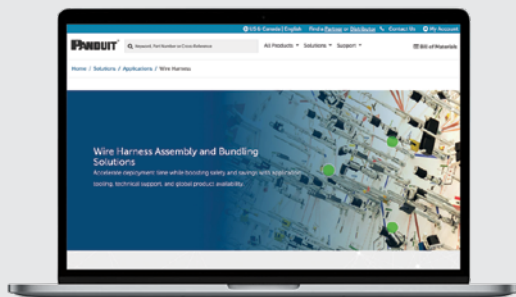 US & Canada | English Find a Partner or Distributor Contact Us My Account
PANDUIT Keyword, Part Number or Cross Reference All Products Solutions Support Bill of Materials
Home / Solutions / Applications / Wire Harness
Wire Harness Assembly and Bundling
Solutions
Accelerate deployment time while boosting safety and savings with application
tooling, technical support, and global product availability.